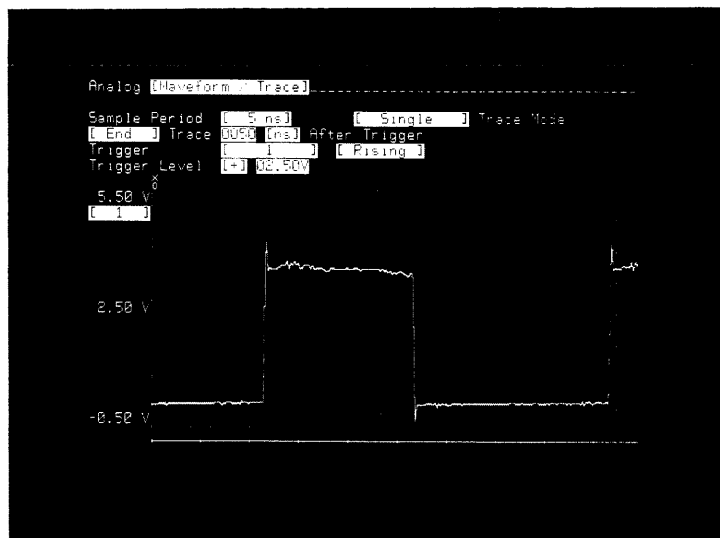 Analog [Waveform / Trace]
Sample Period [ 5 ns] [ Single ] Trace Mode
[ End ] Trace 0050 [ns] After Trigger
Trigger [ 1 ] [ Rising ]
Trigger Level [+] 02.50V
x
o
5.50 V
[ 1 ]
2.50 V
-0.50 V